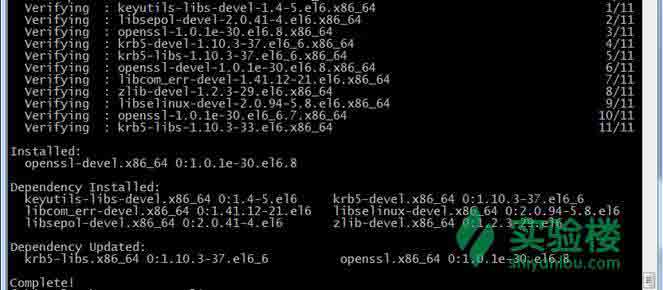 Verifying : keyutils-libs-devel-1.4-5.el6.x86_64 1/11
Verifying : libsepol-devel-2.0.41-4.el6.x86_64 2/11
Verifying : openssl-1.0.1e-30.el6.8.x86_64 3/11
Verifying : krb5-devel-1.10.3-37.el6_6.x86_64 4/11
Verifying : krb5-libs-1.10.3-37.el6_6.x86_64 5/11
Verifying : openssl-devel-1.0.1e-30.el6.8.x86_64 6/11
Verifying : libcom_err-devel-1.41.12-21.el6.x86_64 7/11
Verifying : zlib-devel-1.2.3-29.el6.x86_64 8/11
Verifying : libselinux-devel-2.0.94-5.8.el6.x86_64 9/11
Verifying : openssl-1.0.1e-30.el6_6.7.x86_64 10/11
Verifying : krb5-libs-1.10.3-33.el6.x86_64 11/11
Installed:
openssl-devel.x86_64 0:1.0.1e-30.el6.8
Dependency Installed:
keyutils-libs-devel.x86_64 0:1.4-5.el6 krb5-devel.x86_64 0:1.10.3-37.el6_6
libcom_err-devel.x86_64 0:1.41.12-21.el6 libselinux-devel.x86_64 0:2.0.94-5.8.el6
libsepol-devel.x86_64 0:2.0.41-4.el6 zlib-devel.x86_64 0:1.2.3-29.el6
Dependency Updated:
krb5-libs.x86_64 0:1.10.3-37.el6_6 openssl.x86_64 0:1.0.1e-30.el6.8
Complete!
实验楼
shiyanlou.com